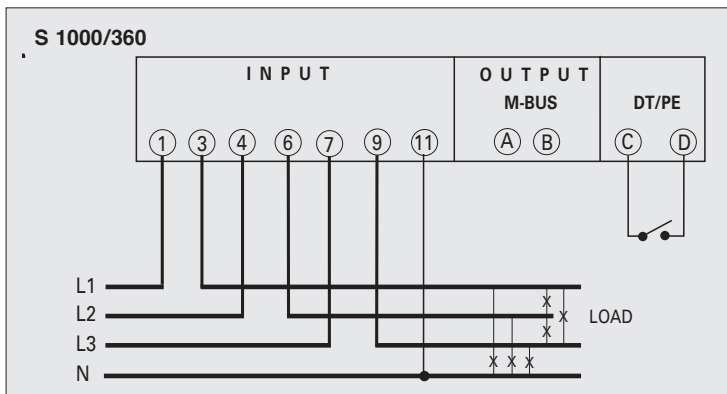 S 1000/360
INPUT
OUTPUT
M-BUS
DT/PE
1 3 4 6 7 9 11 A B C D
L1
L2
LOAD
L3
N
X
X
X
X X X